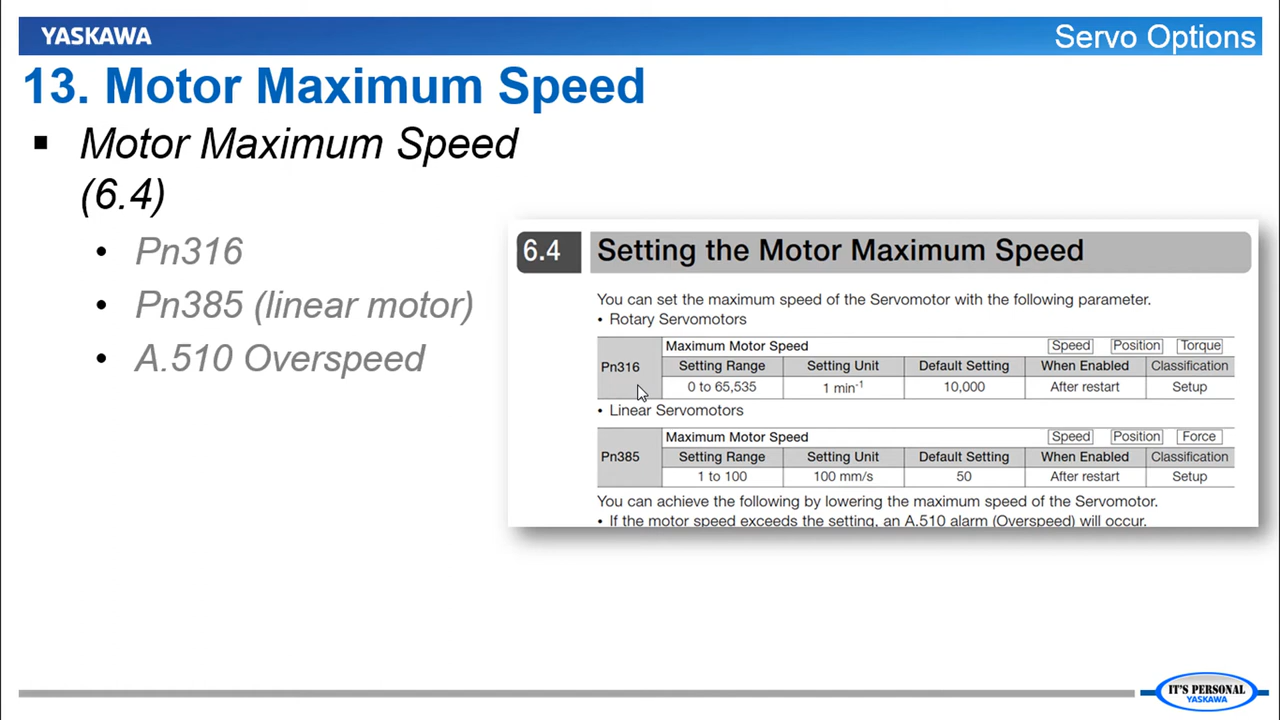 YASKAWA
Servo Options
13. Motor Maximum Speed
▪ Motor Maximum Speed
(6.4)
• Pn316
• Pn385 (linear motor)
• A.510 Overspeed
6.4 Setting the Motor Maximum Speed
You can set the maximum speed of the Servomotor with the following parameter.
• Rotary Servomotors
Maximum Motor Speed Speed Position Torque
Pn316 Setting Range Setting Unit Default Setting When Enabled Classification
0 to 65,535 1 min⁻¹ 10,000 After restart Setup
• Linear Servomotors
Maximum Motor Speed Speed Position Force
Pn385 Setting Range Setting Unit Default Setting When Enabled Classification
1 to 100 100 mm/s 50 After restart Setup
You can achieve the following by lowering the maximum speed of the Servomotor.
• If the motor speed exceeds the setting, an A.510 alarm (Overspeed) will occur.
IT'S PERSONAL
YASKAWA